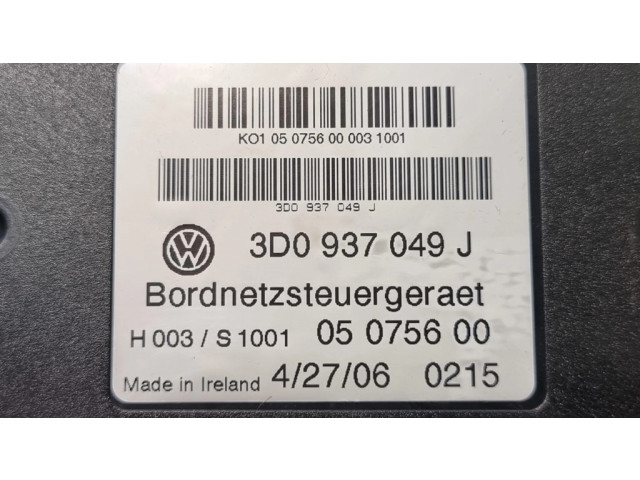 KO1 05 0756 00 003 1001
3D0 937 049 J
3D0 937 049 J
Bordnetzsteuergeraet
H 003 / S 1001 05 0756 00
Made in Ireland 4/27/06 0215